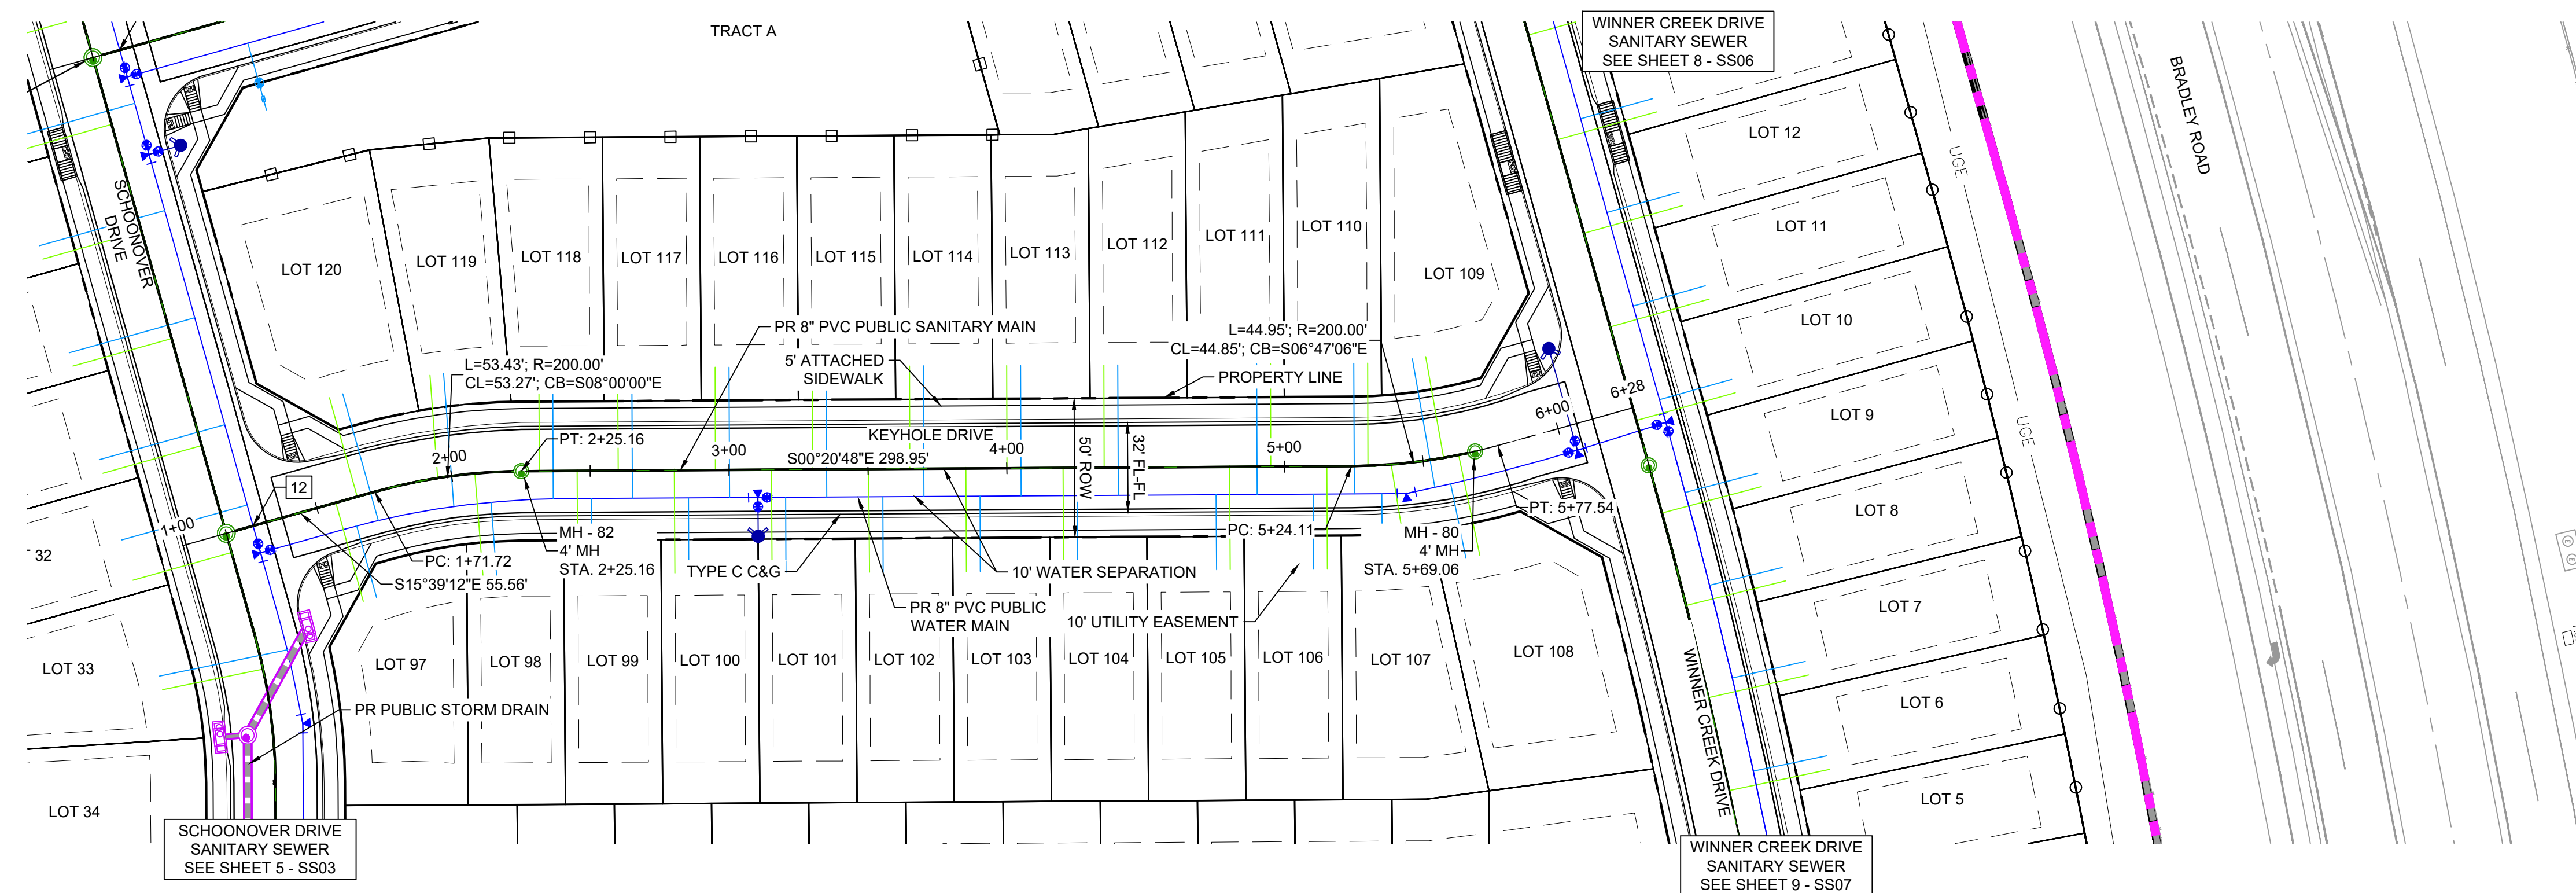 TRACT A
WINNER CREEK DRIVE
SANITARY SEWER
SEE SHEET 8 - SS06
BRADLEY ROAD
UGE
LOT 12
SCHOONOVER
DRIVE
LOT 11
LOT 120
LOT 119
LOT 118
LOT 117
LOT 116
LOT 115
LOT 114
LOT 113
LOT 112
LOT 111
LOT 110
LOT 109
LOT 10
PR 8" PVC PUBLIC SANITARY MAIN
5' ATTACHED
SIDEWALK
L=44.95'; R=200.00'
CL=44.85'; CB=S06°47'06"E
L=53.43'; R=200.00'
CL=53.27'; CB=S08°00'00"E
PROPERTY LINE
6+28
6+00
LOT 9
UGE
PT: 2+25.16
KEYHOLE DRIVE
S00°20'48"E 298.95'
2+00
3+00
4+00
5+00
50' ROW
32' FL-FL
12
1+00
PC: 1+71.72
S15°39'12"E 55.56'
MH - 82
4' MH
STA. 2+25.16
TYPE C C&G
10' WATER SEPARATION
PC: 5+24.11
MH - 80
4' MH
STA. 5+69.06
PT: 5+77.54
LOT 8
32
PR 8" PVC PUBLIC
WATER MAIN
10' UTILITY EASEMENT
LOT 7
LOT 33
LOT 97
LOT 98
LOT 99
LOT 100
LOT 101
LOT 102
LOT 103
LOT 104
LOT 105
LOT 106
LOT 107
LOT 108
WINNER CREEK DRIVE
LOT 6
PR PUBLIC STORM DRAIN
LOT 34
LOT 5
SCHOONOVER DRIVE
SANITARY SEWER
SEE SHEET 5 - SS03
WINNER CREEK DRIVE
SANITARY SEWER
SEE SHEET 9 - SS07